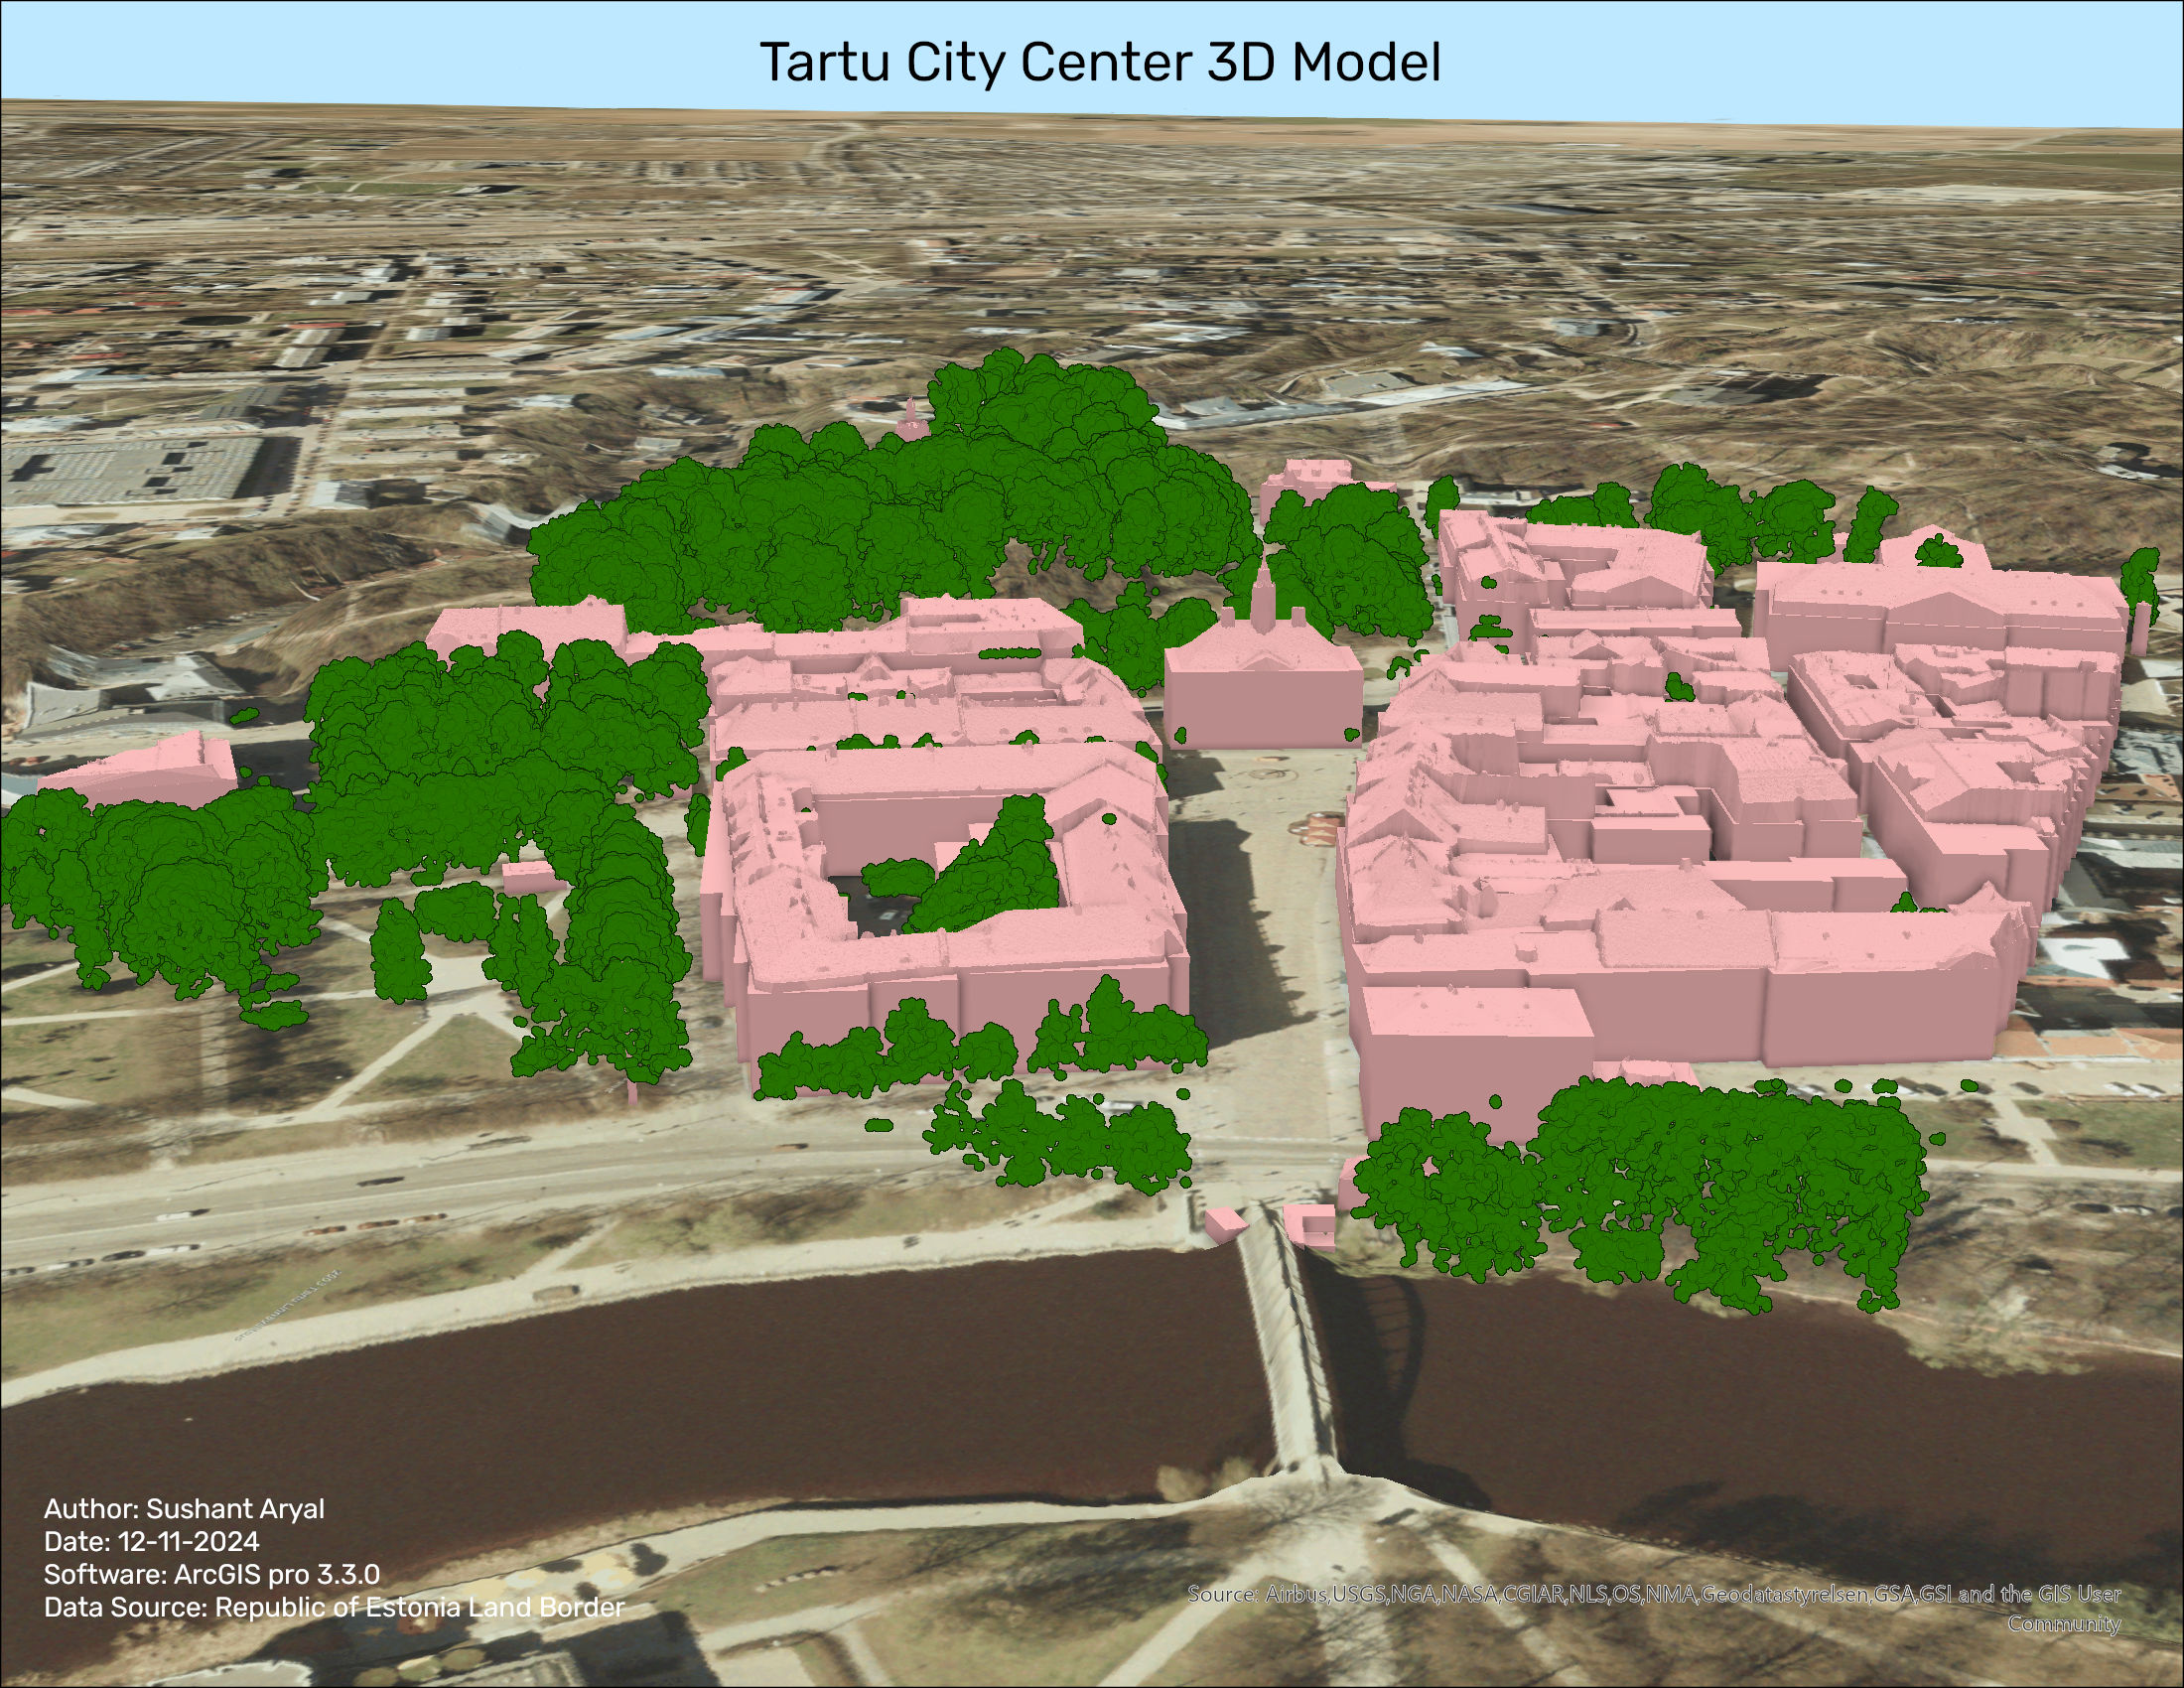 Tartu City Center 3D Model
Author: Sushant Aryal
Date: 12-11-2024
Software: ArcGIS pro 3.3.0
Data Source: Republic of Estonia Land Border
Source: Airbus,USGS,NGA,NASA,CGIAR,NLS,OS,NMA,Geodatastyrelsen,GSA,GSI and the GIS User
Community